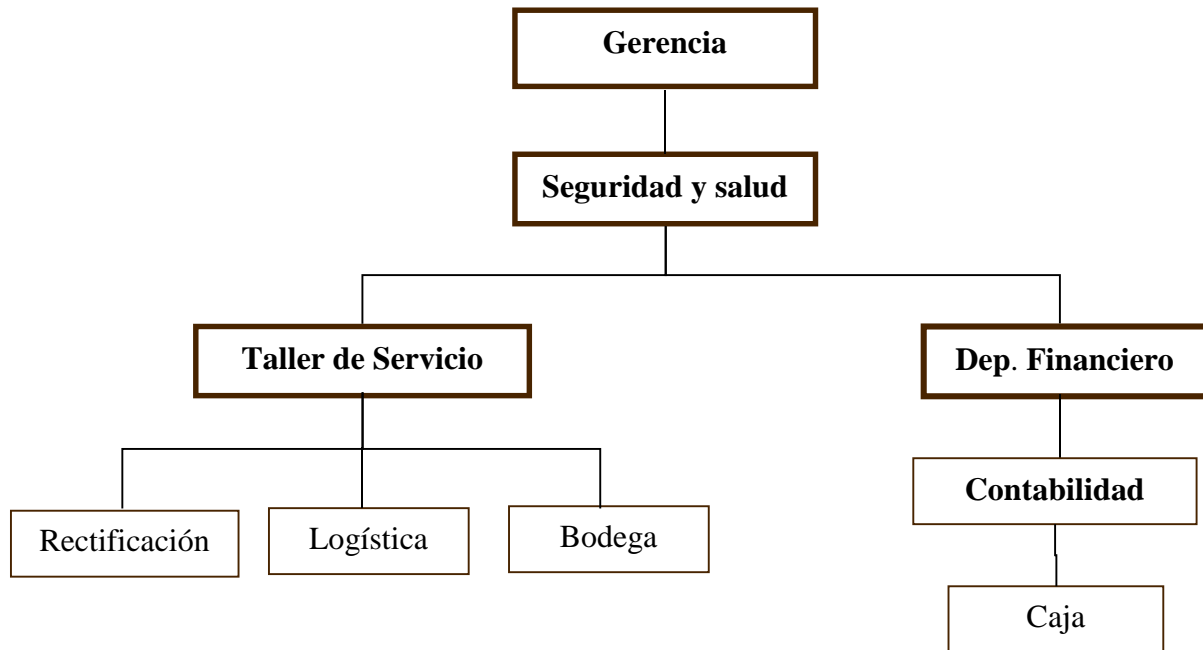 Gerencia
Seguridad y salud
Taller de Servicio
Dep. Financiero
Contabilidad
Rectificación
Logística
Bodega
Caja